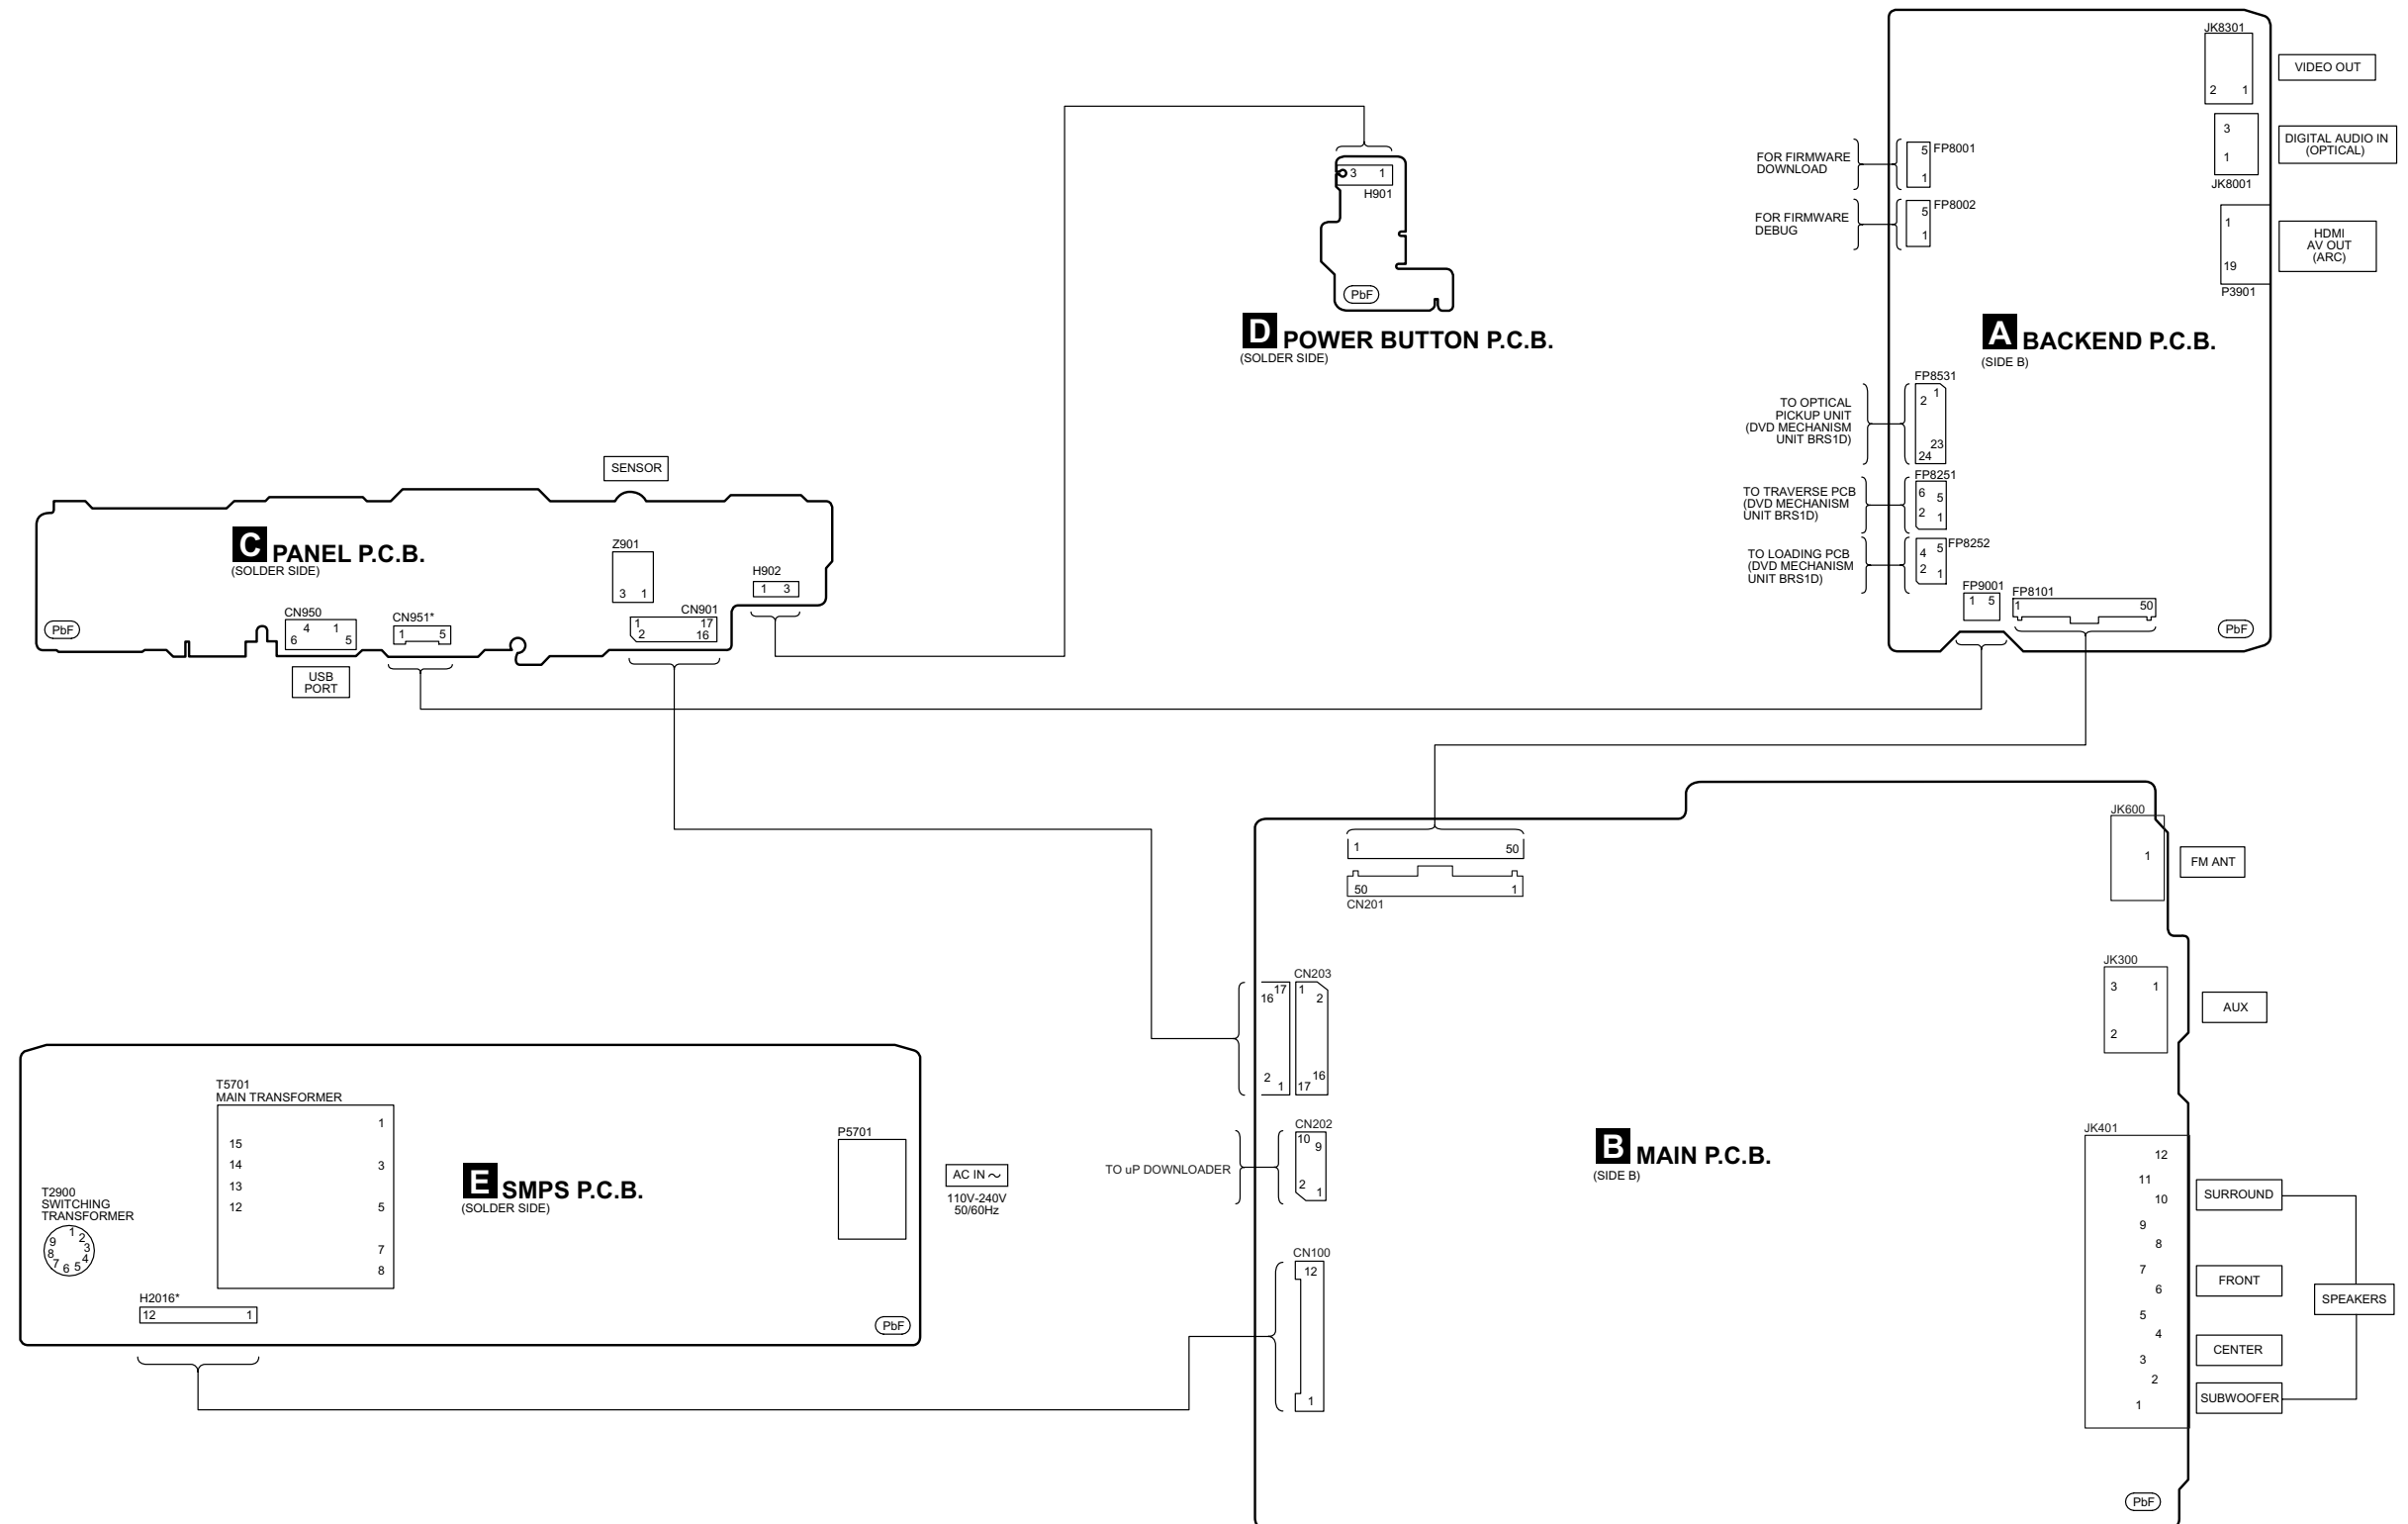 JK8301
2 1
VIDEO OUT
3
1
JK8001
DIGITAL AUDIO IN
(OPTICAL)
1
19
P3901
HDMI
AV OUT
(ARC)
FOR FIRMWARE
DOWNLOAD
5
1
FP8001
FOR FIRMWARE
DEBUG
5
1
FP8002
A BACKEND P.C.B.
(SIDE B)
FP8531
1
2
23
24
TO OPTICAL
PICKUP UNIT
(DVD MECHANISM
UNIT BRS1D)
FP8251
6 5
2 1
TO TRAVERSE PCB
(DVD MECHANISM
UNIT BRS1D)
FP8252
4 5
2 1
TO LOADING PCB
(DVD MECHANISM
UNIT BRS1D)
FP9001
1 5
FP8101
1 50
PbF
3 1
H901
PbF
D POWER BUTTON P.C.B.
(SOLDER SIDE)
SENSOR
C PANEL P.C.B.
(SOLDER SIDE)
Z901
3 1
H902
1 3
CN950
4 1
6 5
CN951*
1 5
CN901
1 17
2 16
PbF
USB
PORT
1 50
50 1
CN201
JK600
1
FM ANT
JK300
3 1
2
AUX
CN203
16 17
2 1
1 2
17 16
CN202
10 9
2 1
TO uP DOWNLOADER
CN100
12
1
B MAIN P.C.B.
(SIDE B)
JK401
12
11
10
9
8
7
6
5
4
3
2
1
SURROUND
FRONT
CENTER
SUBWOOFER
SPEAKERS
PbF
T5701
MAIN TRANSFORMER
1
15
14 3
13
12 5
7
8
T2900
SWITCHING
TRANSFORMER
1
2
3
4
5
6
7
8
9
H2016*
12 1
E SMPS P.C.B.
(SOLDER SIDE)
P5701
AC IN ~
110V-240V
50/60Hz
PbF